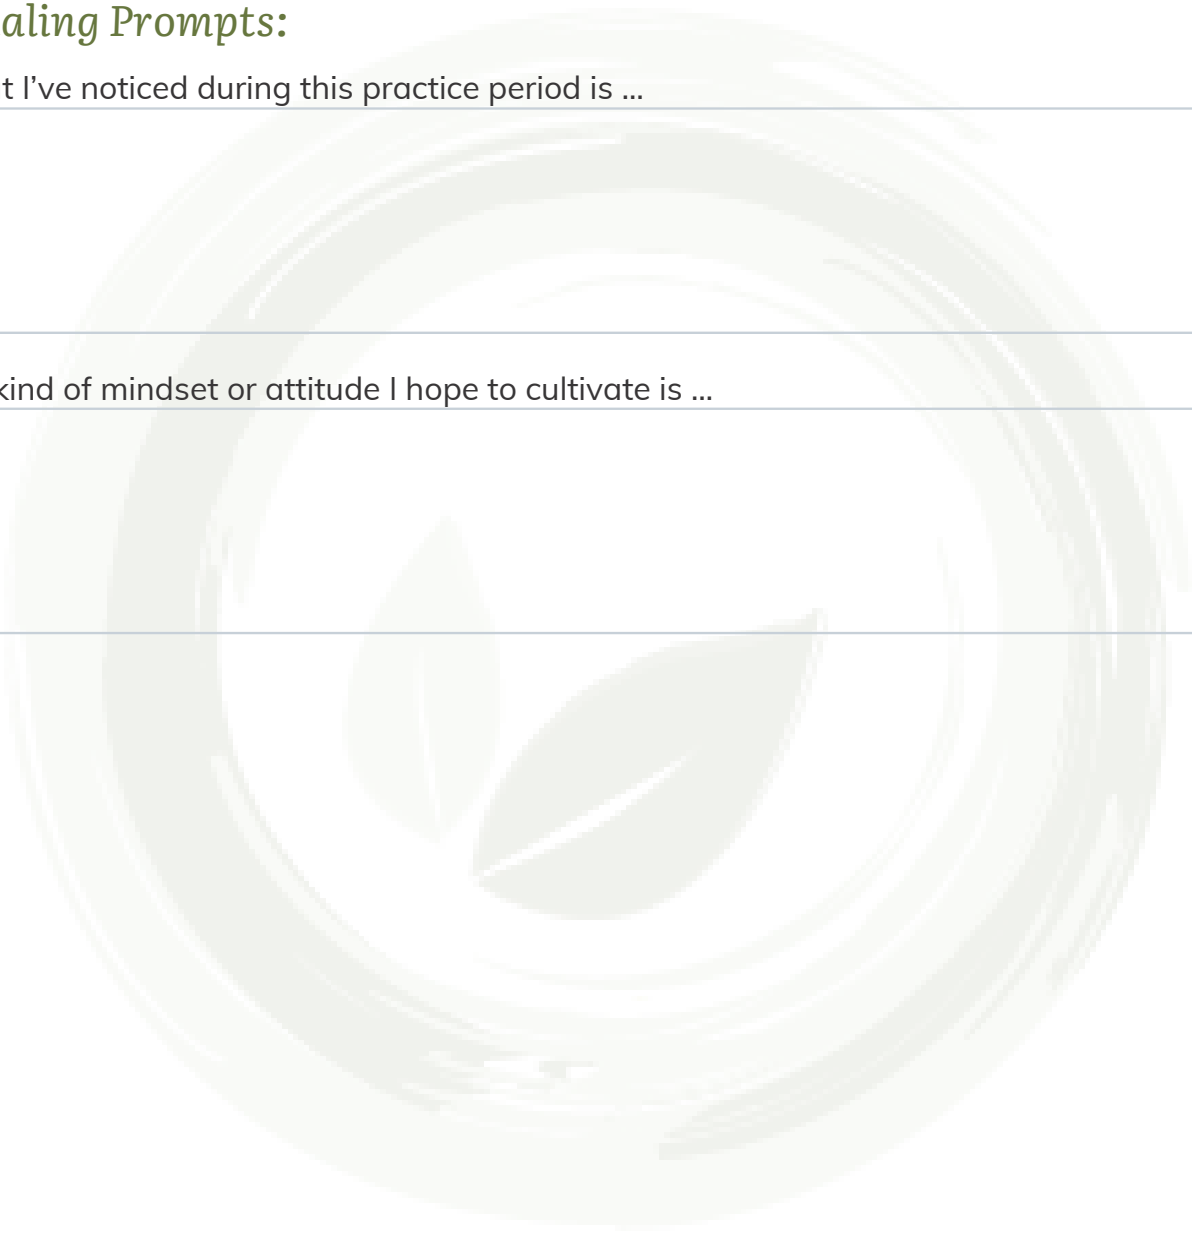 aling Prompts:
t I’ve noticed during this practice period is ...
kind of mindset or attitude I hope to cultivate is ...